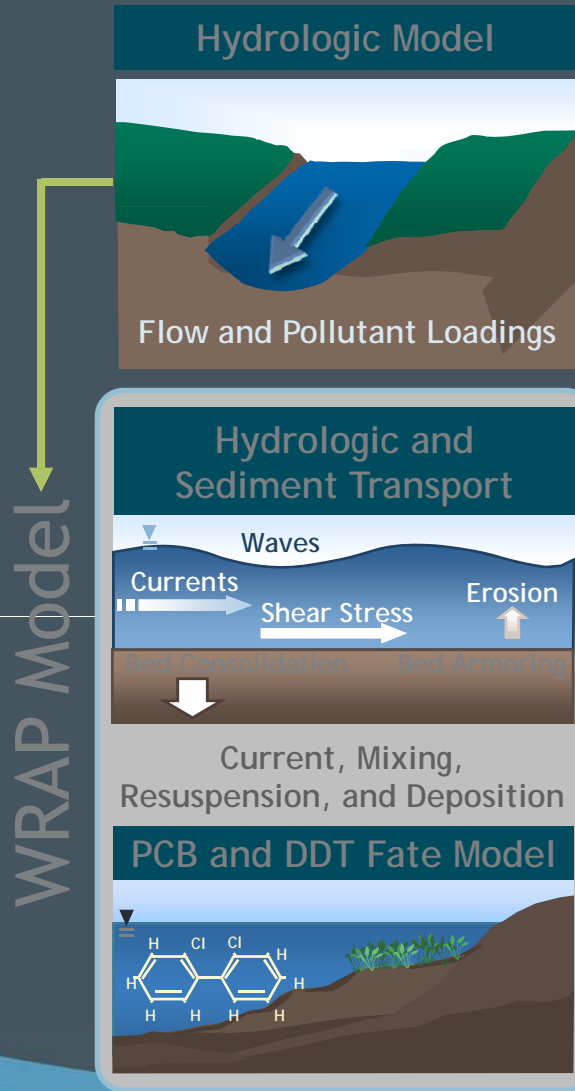 Hydrologic Model
Flow and Pollutant Loadings
WRAP Model
Hydrologic and
Sediment Transport
Waves
Currents
Erosion
Shear Stress
Bed Consolidation Bed Armoring
Current, Mixing,
Resuspension, and Deposition
PCB and DDT Fate Model
H Cl Cl H
H H
H H H H